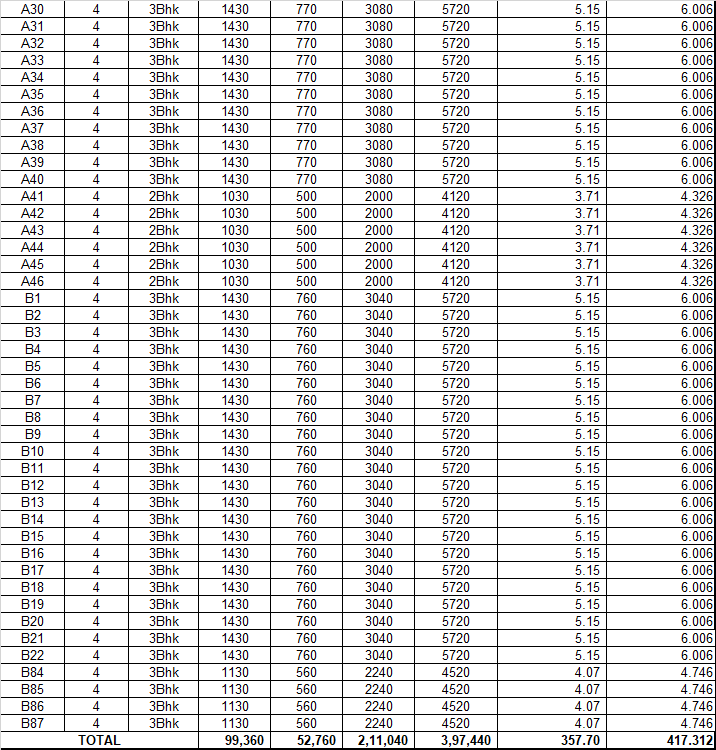 A30 4 3Bhk 1430 770 3080 5720 5.15 6.006
A31 4 3Bhk 1430 770 3080 5720 5.15 6.006
A32 4 3Bhk 1430 770 3080 5720 5.15 6.006
A33 4 3Bhk 1430 770 3080 5720 5.15 6.006
A34 4 3Bhk 1430 770 3080 5720 5.15 6.006
A35 4 3Bhk 1430 770 3080 5720 5.15 6.006
A36 4 3Bhk 1430 770 3080 5720 5.15 6.006
A37 4 3Bhk 1430 770 3080 5720 5.15 6.006
A38 4 3Bhk 1430 770 3080 5720 5.15 6.006
A39 4 3Bhk 1430 770 3080 5720 5.15 6.006
A40 4 3Bhk 1430 770 3080 5720 5.15 6.006
A41 4 2Bhk 1030 500 2000 4120 3.71 4.326
A42 4 2Bhk 1030 500 2000 4120 3.71 4.326
A43 4 2Bhk 1030 500 2000 4120 3.71 4.326
A44 4 2Bhk 1030 500 2000 4120 3.71 4.326
A45 4 2Bhk 1030 500 2000 4120 3.71 4.326
A46 4 2Bhk 1030 500 2000 4120 3.71 4.326
B1 4 3Bhk 1430 760 3040 5720 5.15 6.006
B2 4 3Bhk 1430 760 3040 5720 5.15 6.006
B3 4 3Bhk 1430 760 3040 5720 5.15 6.006
B4 4 3Bhk 1430 760 3040 5720 5.15 6.006
B5 4 3Bhk 1430 760 3040 5720 5.15 6.006
B6 4 3Bhk 1430 760 3040 5720 5.15 6.006
B7 4 3Bhk 1430 760 3040 5720 5.15 6.006
B8 4 3Bhk 1430 760 3040 5720 5.15 6.006
B9 4 3Bhk 1430 760 3040 5720 5.15 6.006
B10 4 3Bhk 1430 760 3040 5720 5.15 6.006
B11 4 3Bhk 1430 760 3040 5720 5.15 6.006
B12 4 3Bhk 1430 760 3040 5720 5.15 6.006
B13 4 3Bhk 1430 760 3040 5720 5.15 6.006
B14 4 3Bhk 1430 760 3040 5720 5.15 6.006
B15 4 3Bhk 1430 760 3040 5720 5.15 6.006
B16 4 3Bhk 1430 760 3040 5720 5.15 6.006
B17 4 3Bhk 1430 760 3040 5720 5.15 6.006
B18 4 3Bhk 1430 760 3040 5720 5.15 6.006
B19 4 3Bhk 1430 760 3040 5720 5.15 6.006
B20 4 3Bhk 1430 760 3040 5720 5.15 6.006
B21 4 3Bhk 1430 760 3040 5720 5.15 6.006
B22 4 3Bhk 1430 760 3040 5720 5.15 6.006
B84 4 3Bhk 1130 560 2240 4520 4.07 4.746
B85 4 3Bhk 1130 560 2240 4520 4.07 4.746
B86 4 3Bhk 1130 560 2240 4520 4.07 4.746
B87 4 3Bhk 1130 560 2240 4520 4.07 4.746
TOTAL 99,360 52,760 2,11,040 3,97,440 357.70 417.312